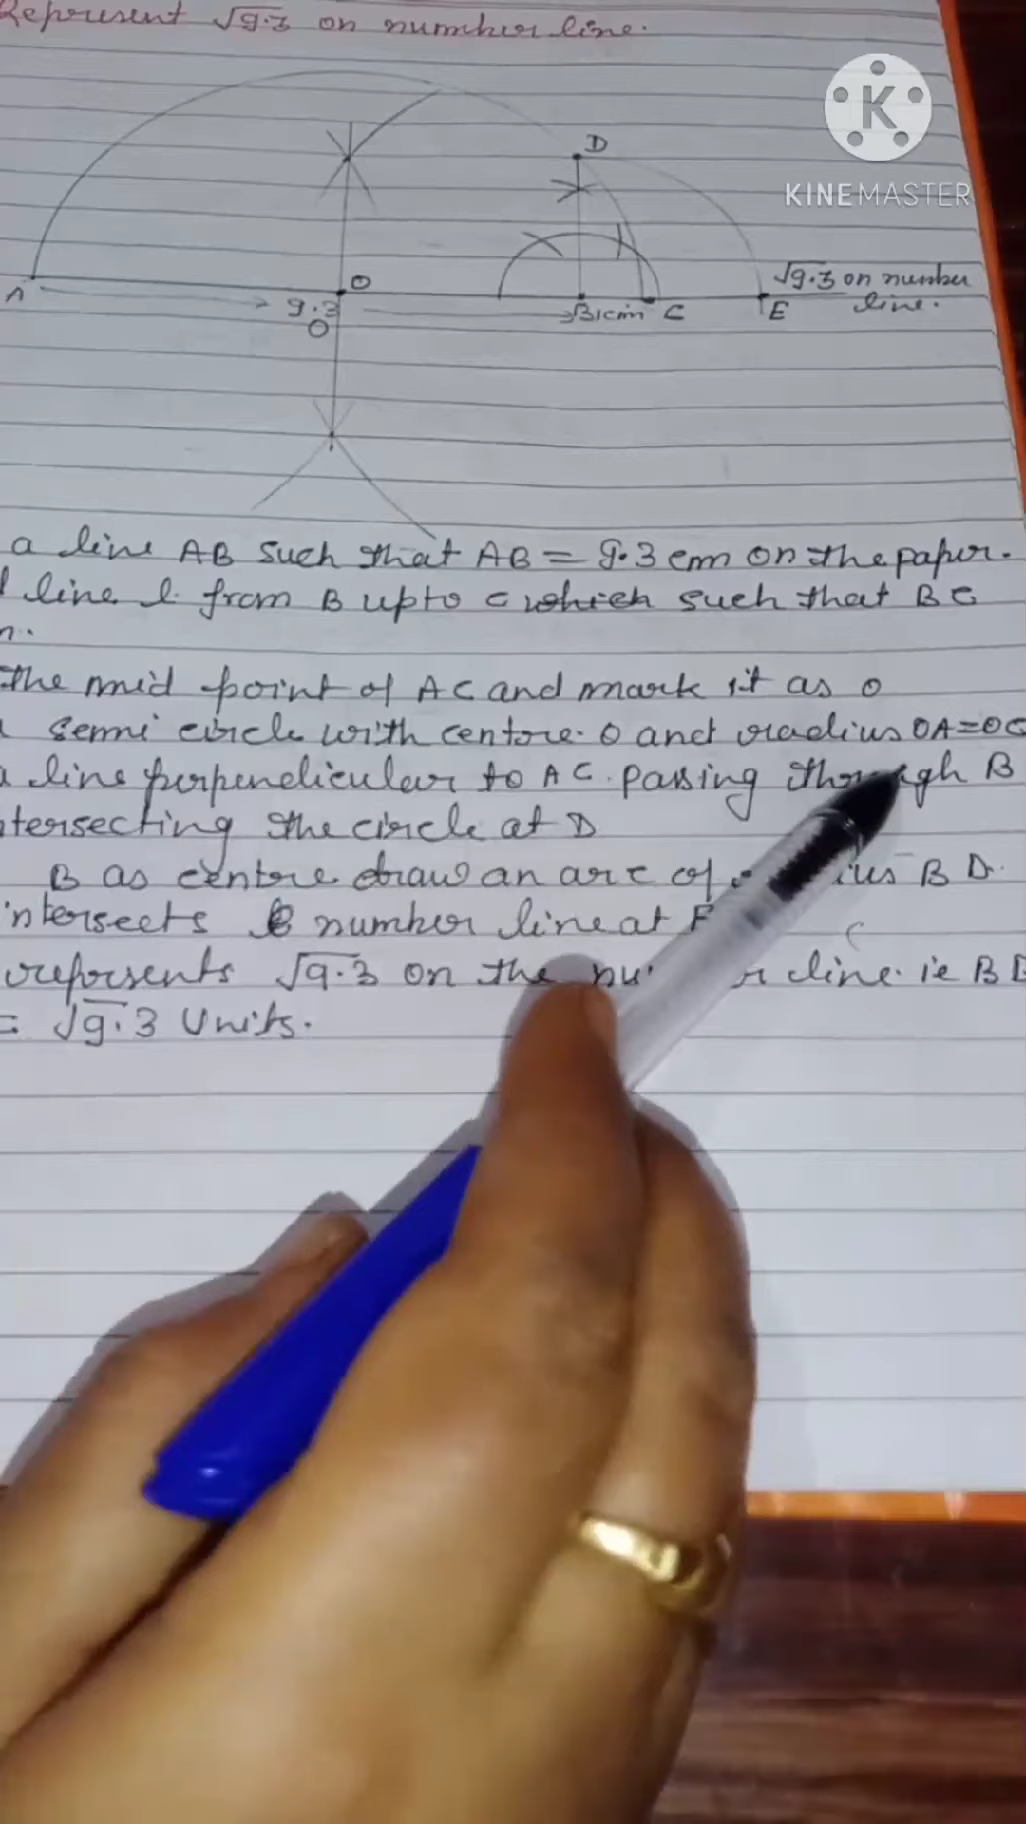 Represent √9.3 on number line.
K
KINEMASTER
D
A
O
9.3
O
B 1cm C
E
√9.3 on number
line.
a line AB such that AB = 9.3 cm on the paper.
line l from B upto C which such that BC
the mid point of AC and mark it as O
semi circle with centre O and radius OA=OC
a line perpendicular to AC passing through B
ntersecting the circle at D
B as centre draw an arc of BD.
intersects number line at
represents √9.3 on the line ie
= √9.3 Units.